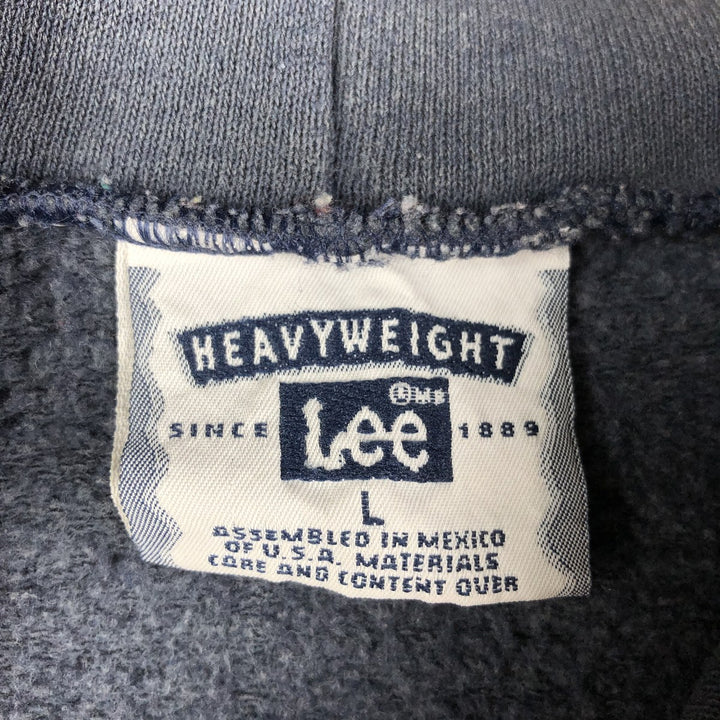 HEAVYWEIGHT
SINCE Lee 1889
L
ASSEMBLED IN MEXICO
OF U.S.A. MATERIALS
CARE AND CONTENT OVER